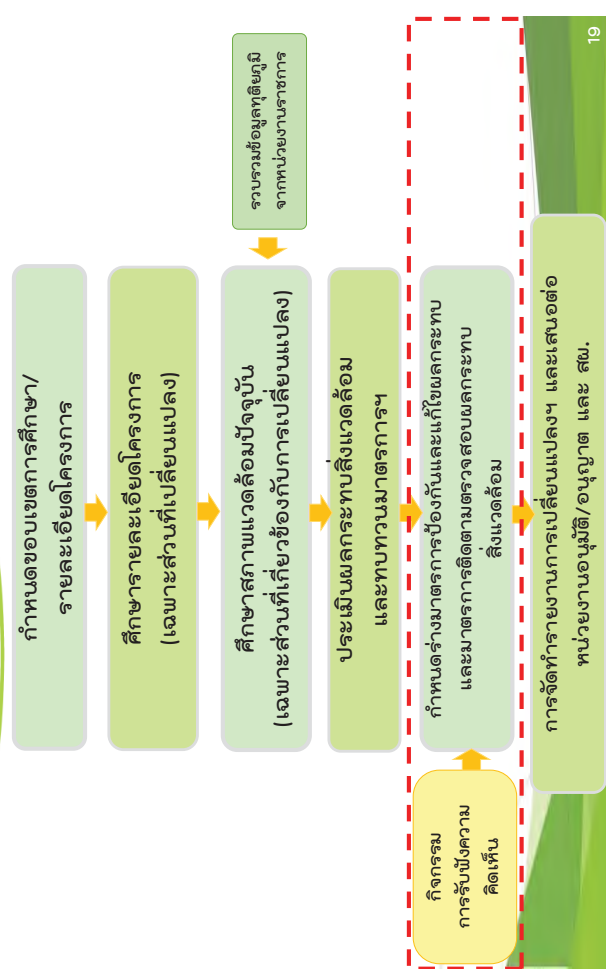 กำหนดขอบเขตการศึกษา/
รายละเอียดโครงการ
ศึกษารายละเอียดโครงการ
(เฉพาะส่วนที่เปลี่ยนแปลง)
ศึกษาสภาพแวดล้อมปัจจุบัน
(เฉพาะส่วนที่เกี่ยวข้องกับการเปลี่ยนแปลง)
รวบรวมข้อมูลทุติยภูมิ
จากหน่วยงานราชการ
ประเมินผลกระทบสิ่งแวดล้อม
และทบทวนมาตรการฯ
กิจกรรม
การรับฟังความ
คิดเห็น
กำหนดร่างมาตรการป้องกันและแก้ไขผลกระทบ
และมาตรการติดตามตรวจสอบผลกระทบ
สิ่งแวดล้อม
การจัดทำรายงานการเปลี่ยนแปลงฯ และเสนอต่อ
หน่วยงานอนุมัติ/อนุญาต และ สผ.
19